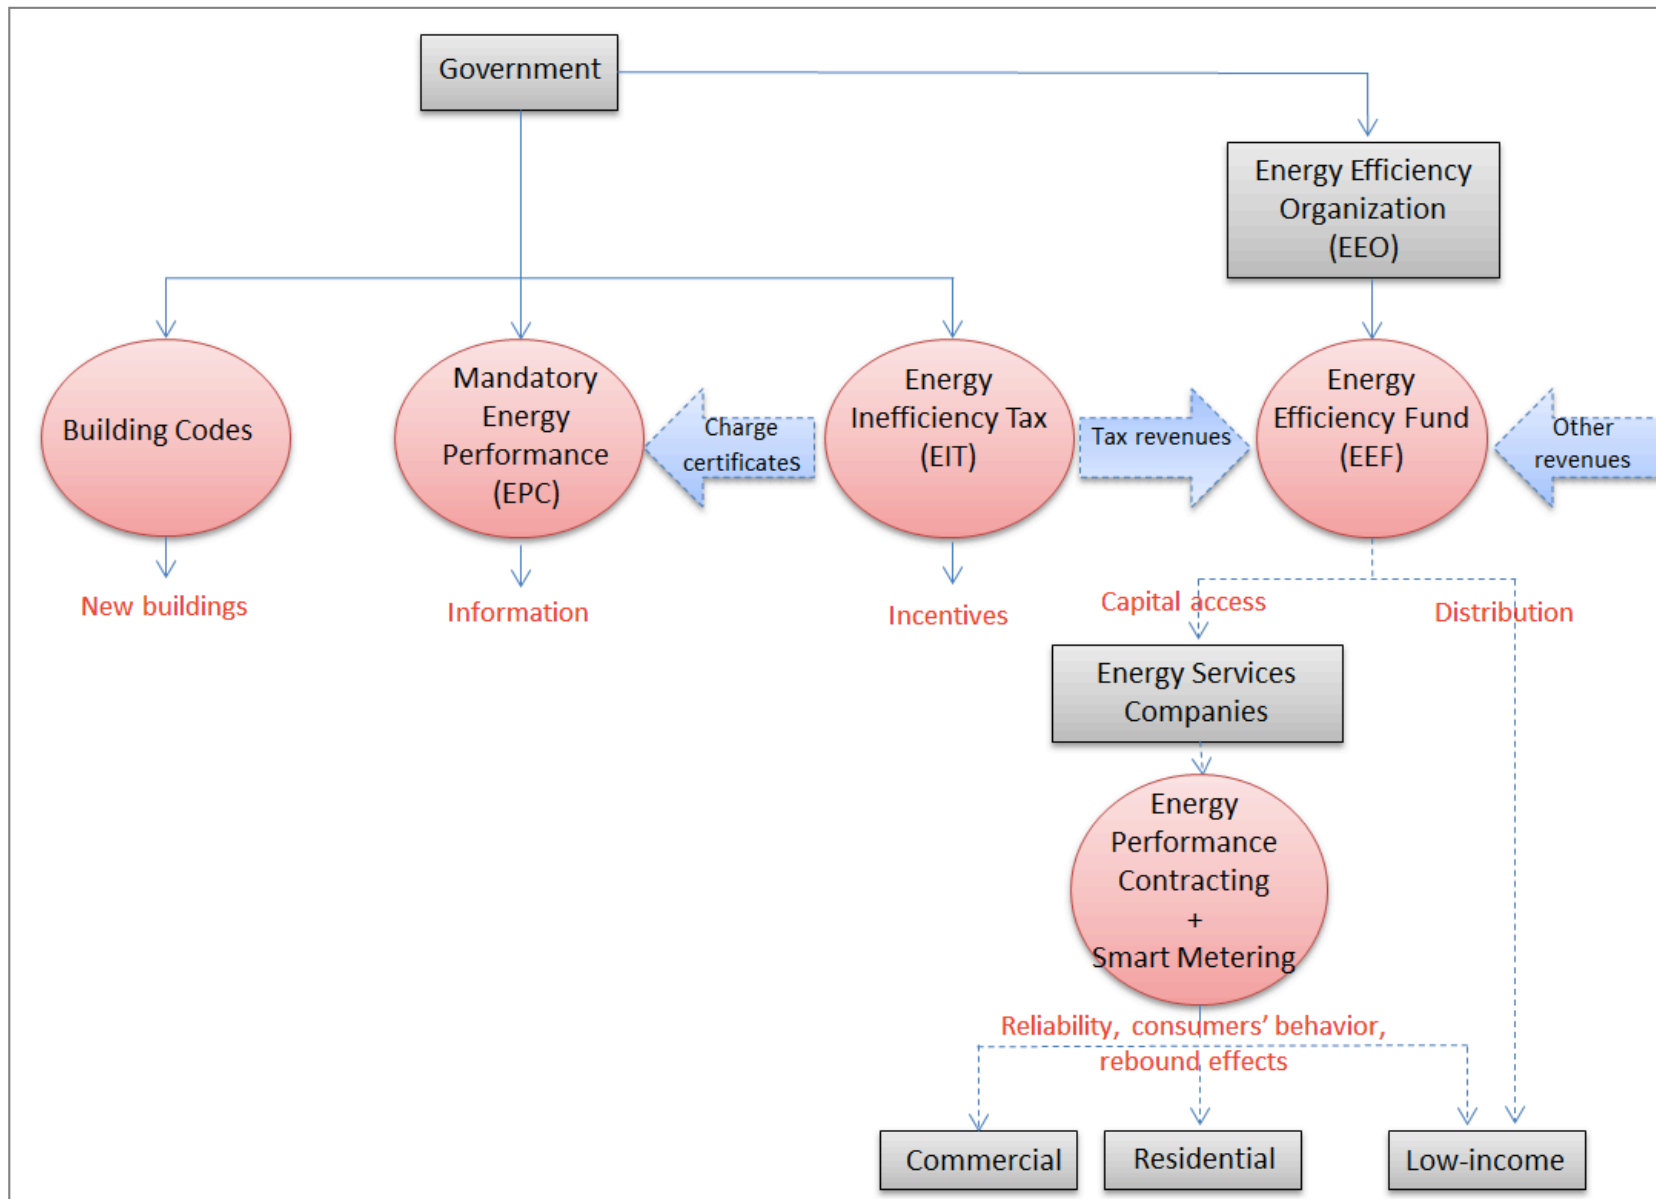 Government
Energy Efficiency
Organization
(EEO)
Building Codes
Mandatory
Energy
Performance
(EPC)
Charge
certificates
Energy
Inefficiency Tax
(EIT)
Tax revenues
Energy
Efficiency Fund
(EEF)
Other
revenues
New buildings
Information
Incentives
Capital access
Distribution
Energy Services
Companies
Energy
Performance
Contracting
+
Smart Metering
Reliability, consumers’ behavior,
rebound effects
Commercial
Residential
Low-income